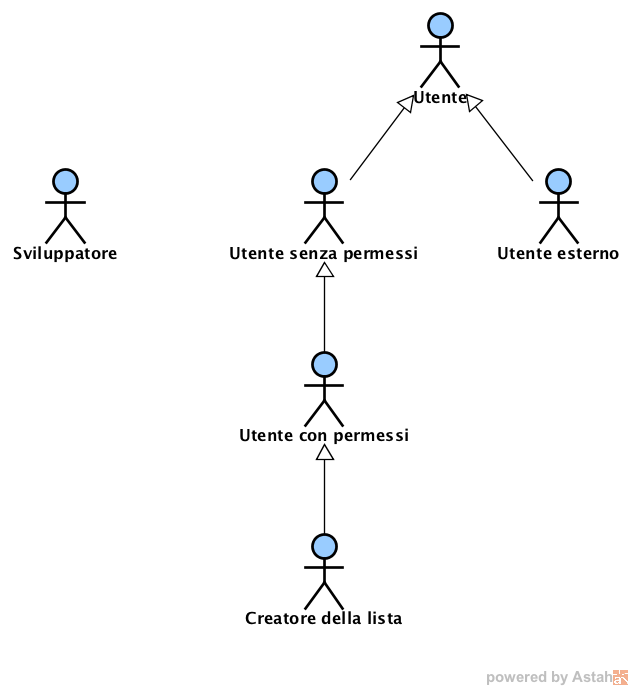 Utente
Sviluppatore
Utente senza permessi
Utente esterno
Utente con permessi
Creatore della lista
powered by Astah